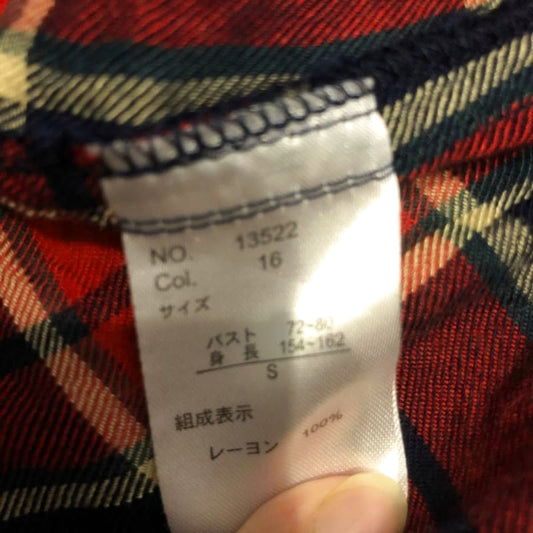 NO. 13522
Col. 16
サイズ
バスト 72~80
身長 154~162
S
組成表示
レーヨン 100%